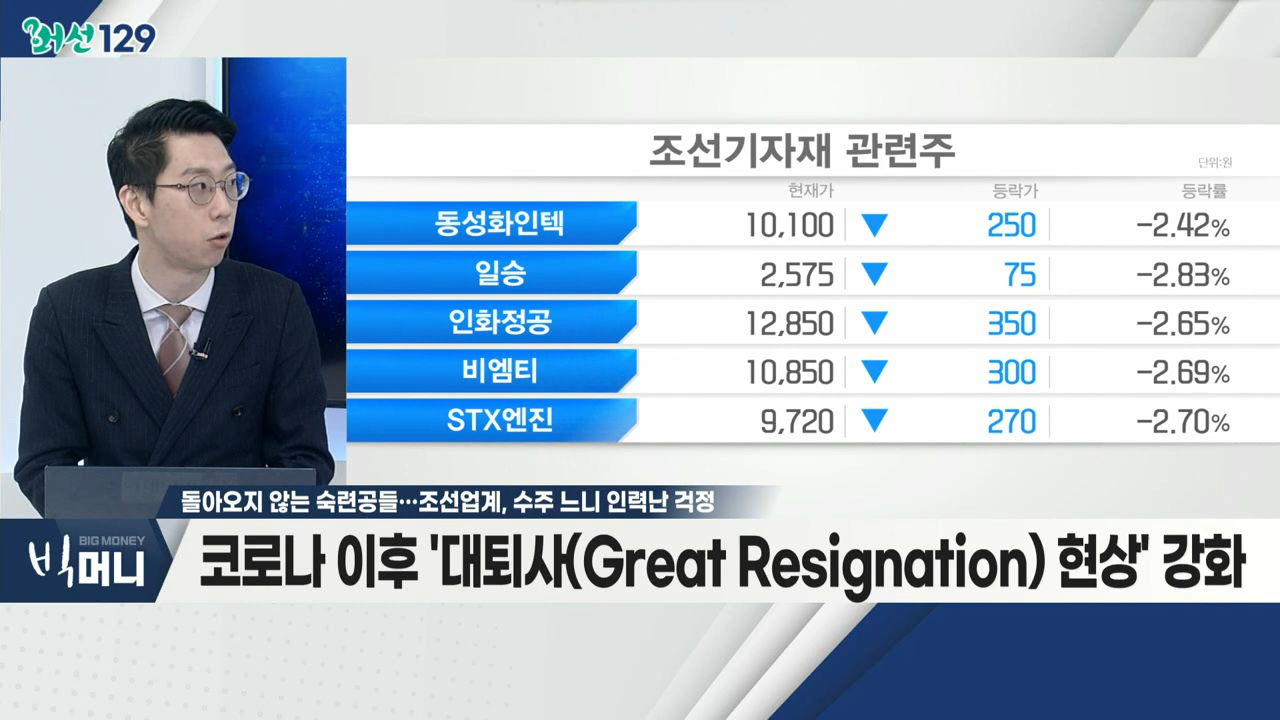 머선129
조선기자재 관련주
단위:원
현재가 등락가 등락률
동성화인텍 10,100 ▼ 250 -2.42%
일승 2,575 ▼ 75 -2.83%
인화정공 12,850 ▼ 350 -2.65%
비엠티 10,850 ▼ 300 -2.69%
STX엔진 9,720 ▼ 270 -2.70%
돌아오지 않는 숙련공들…조선업계, 수주 느니 인력난 걱정
BIG MONEY
빅머니
코로나 이후 '대퇴사(Great Resignation) 현상' 강화